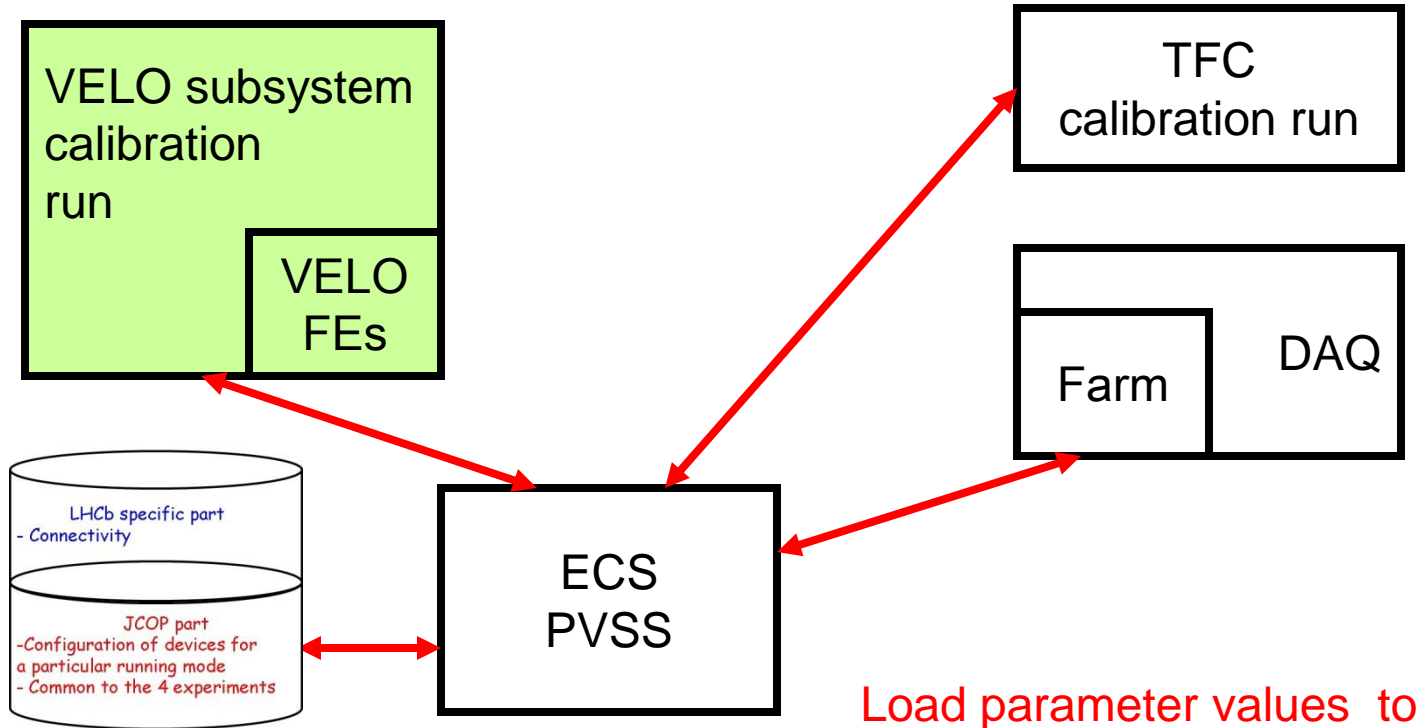 VELO subsystem
calibration
run
VELO
FEs
TFC
calibration run
Farm
DAQ
LHCb specific part
- Connectivity
JCOP part
-Configuration of devices for
a particular running mode
- Common to the 4 experiments
ECS
PVSS
Load parameter values to